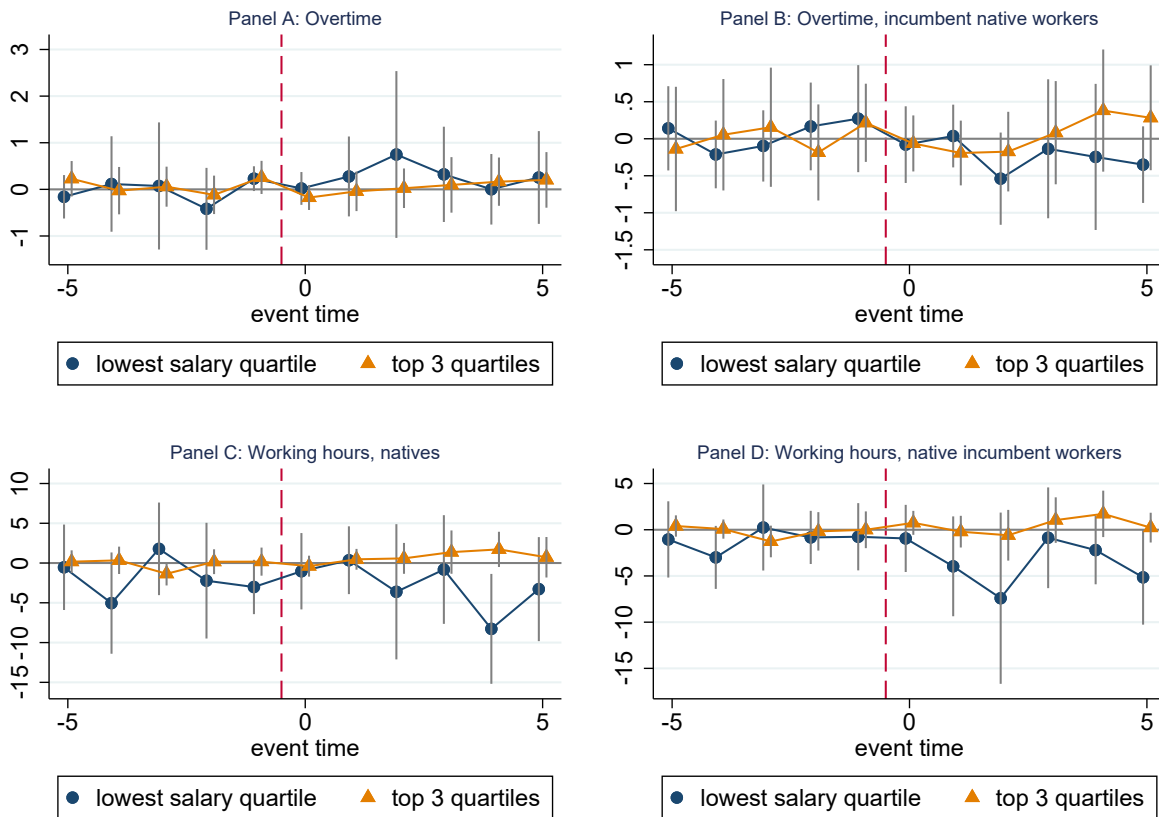 Panel A: Overtime
3
2
1
0
-1
-5 0 5
event time
lowest salary quartile top 3 quartiles
Panel B: Overtime, incumbent native workers
1
.5
0
-.5
-1
-1.5
-5 0 5
event time
lowest salary quartile top 3 quartiles
Panel C: Working hours, natives
10
5
0
-5
-10
-15
-5 0 5
event time
lowest salary quartile top 3 quartiles
Panel D: Working hours, native incumbent workers
5
0
-5
-10
-15
-5 0 5
event time
lowest salary quartile top 3 quartiles